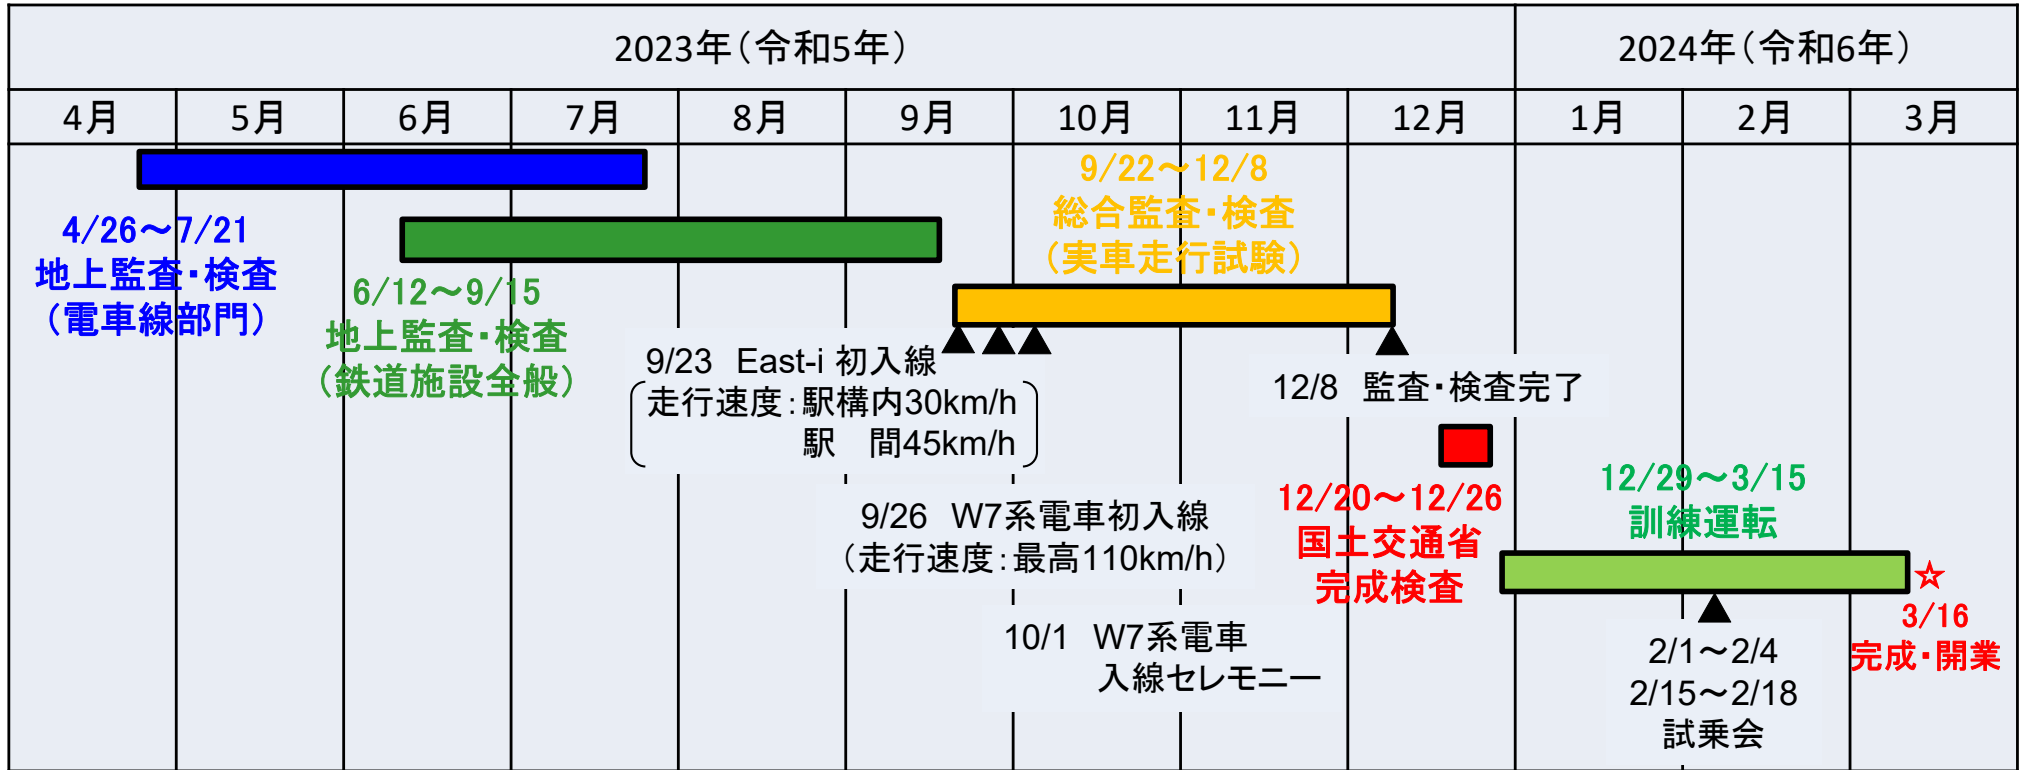 2023年（令和5年）
2024年（令和6年）
4月
5月
6月
7月
8月
9月
10月
11月
12月
1月
2月
3月
4/26～7/21
地上監査・検査
（電車線部門）
6/12～9/15
地上監査・検査
（鉄道施設全般）
9/22～12/8
総合監査・検査
（実車走行試験）
9/23 East-i 初入線
走行速度：駅構内30km/h
駅　間45km/h
9/26 W7系電車初入線
（走行速度：最高110km/h）
10/1 W7系電車
入線セレモニー
12/8 監査・検査完了
12/20～12/26
国土交通省
完成検査
12/29～3/15
訓練運転
2/1～2/4
2/15～2/18
試乗会
☆
3/16
完成・開業